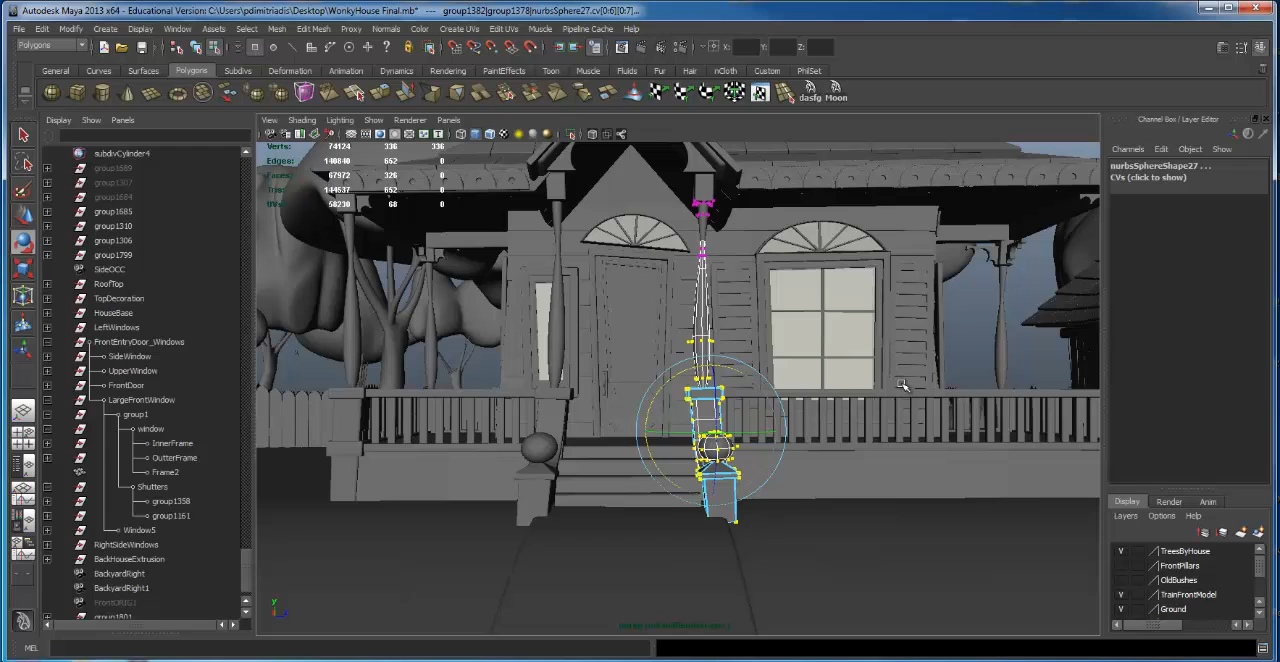 Autodesk Maya 2013 x64 - Educational Version: C:\Users\pdimitriadis\Desktop\WonkyHouse Final.mb* --- group1382|group1378|nurbsSphere27.cv[0:6][0:7]...
File Edit Modify Create Display Window Assets Select Mesh Edit Mesh Proxy Normals Color Create UVs Edit UVs Muscle Pipeline Cache Help
Polygons X: Y: Z:
General Curves Surfaces Polygons Subdivs Deformation Animation Dynamics Rendering PaintEffects Toon Muscle Fluids Fur Hair nCloth Custom PhilSet
dasfg Moon
Display Show Panels
View Shading Lighting Show Renderer Panels
Channel Box / Layer Editor
Channels Edit Object Show
nurbsSphereShape27 ...
CVs (click to show)
Verts: 74124 336 336
Edges: 140840 652 0
Faces: 67972 326 0
Tris: 144537 652 0
UVs: 50230 68 0
subdivCylinder4
group1689
group1307
group1684
group1685
group1310
group1306
group1799
SideOCC
RoofTop
TopDecoration
HouseBase
LeftWindows
FrontEntryDoor_Windows
SideWindow
UpperWindow
FrontDoor
LargeFrontWindow
group1
window
InnerFrame
OutterFrame
Frame2
Shutters
group1358
group1161
Window5
RightSideWindows
BackHouseExtrusion
BackyardRight
BackyardRight1
FrontORIG1
group1801
y
Display Render Anim
Layers Options Help
V TreesByHouse
FrontPillars
OldBushes
V TrainFrontModel
V Ground
MEL